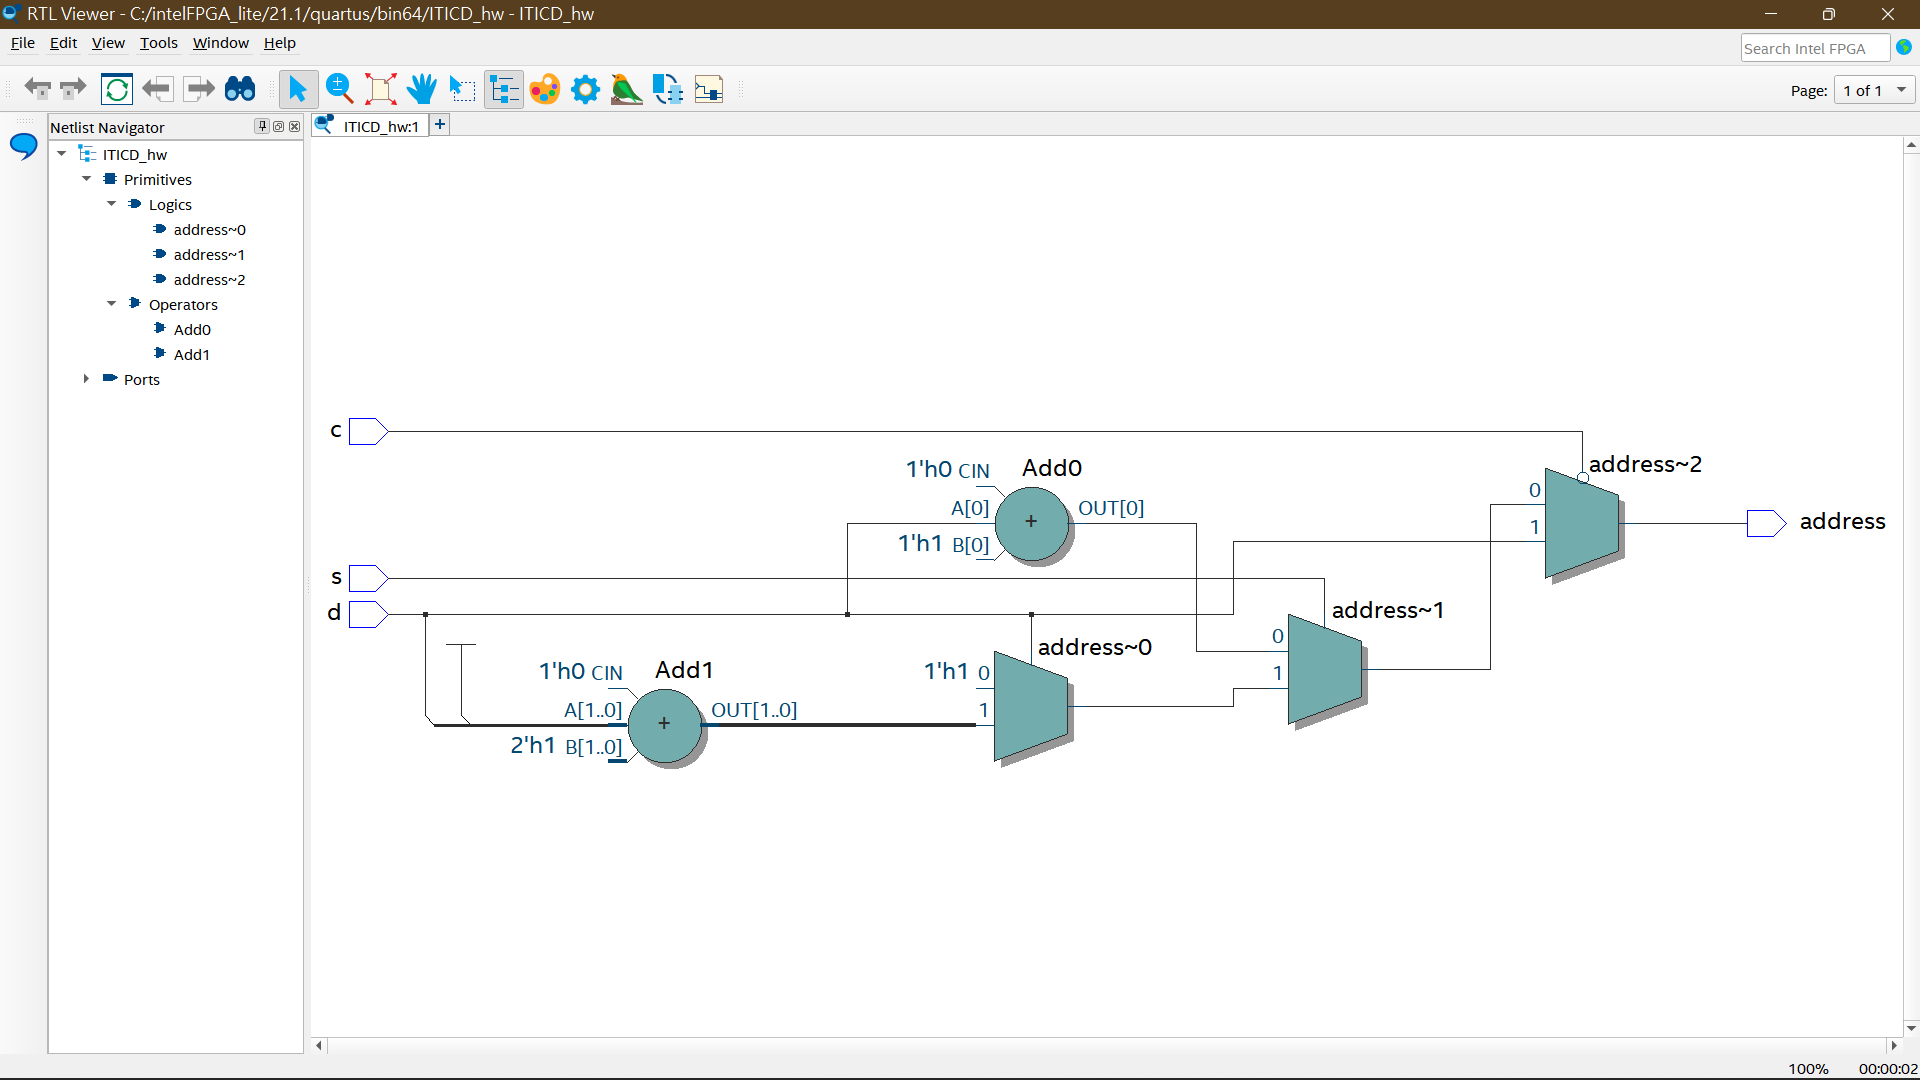 RTL Viewer - C:/intelFPGA_lite/21.1/quartus/bin64/ITICD_hw - ITICD_hw
File Edit View Tools Window Help
Search Intel FPGA
Page: 1 of 1
Netlist Navigator
ITICD_hw:1 +
ITICD_hw
Primitives
Logics
address~0
address~1
address~2
Operators
Add0
Add1
Ports
c
address~2
1'h0 CIN Add0
0
A[0] OUT[0]
+
address
1
1'h1 B[0]
s
d
address~1
0
address~0
1'h0 CIN Add1
1'h1 0
1
A[1..0] OUT[1..0]
1
+
2'h1 B[1..0]
100% 00:00:02